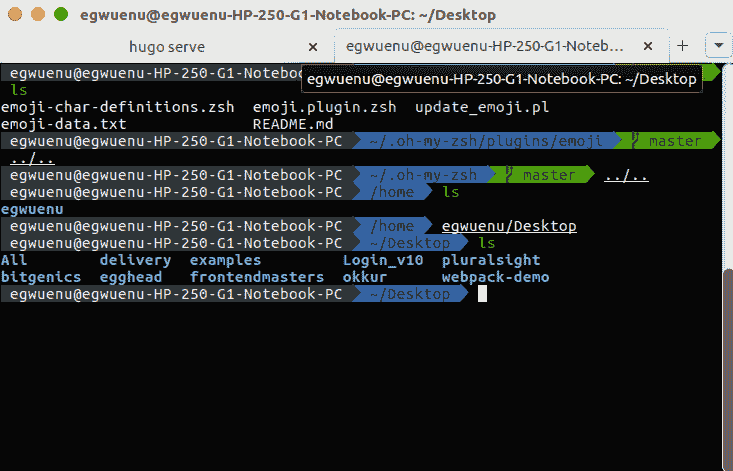 egwuenu@egwuenu-HP-250-G1-Notebook-PC: ~/Desktop
hugo serve × egwuenu@egwuenu-HP-250-G1-Noteb... × +
egwuenu@egwuenu-HP-250-G1-Noteboo
egwuenu@egwuenu-HP-250-G1-Notebook-PC: ~/Desktop
ls
emoji-char-definitions.zsh emoji.plugin.zsh update_emoji.pl
emoji-data.txt README.md
egwuenu@egwuenu-HP-250-G1-Notebook-PC ~/.oh-my-zsh/plugins/emoji master
../..
egwuenu@egwuenu-HP-250-G1-Notebook-PC ~/.oh-my-zsh master ../..
egwuenu@egwuenu-HP-250-G1-Notebook-PC /home ls
egwuenu
egwuenu@egwuenu-HP-250-G1-Notebook-PC /home egwuenu/Desktop
egwuenu@egwuenu-HP-250-G1-Notebook-PC ~/Desktop ls
All delivery examples Login_v10 pluralsight
bitgenics egghead frontendmasters okkur webpack-demo
egwuenu@egwuenu-HP-250-G1-Notebook-PC ~/Desktop